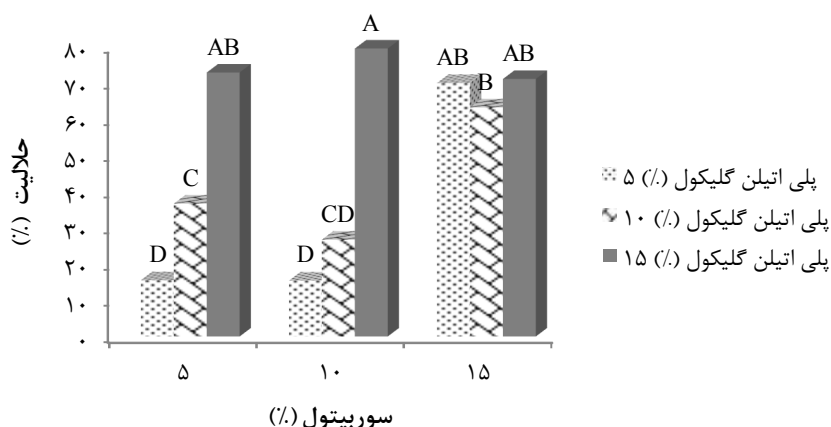 حلالیت (٪)
۸۰
۷۰
۶۰
۵۰
۴۰
۳۰
۲۰
۱۰
۰
D
C
AB
D
CD
A
AB
B
AB
۵
۱۰
۱۵
سوربیتول (٪)
پلی اتیلن گلیکول (٪) ۵
پلی اتیلن گلیکول (٪) ۱۰
پلی اتیلن گلیکول (٪) ۱۵